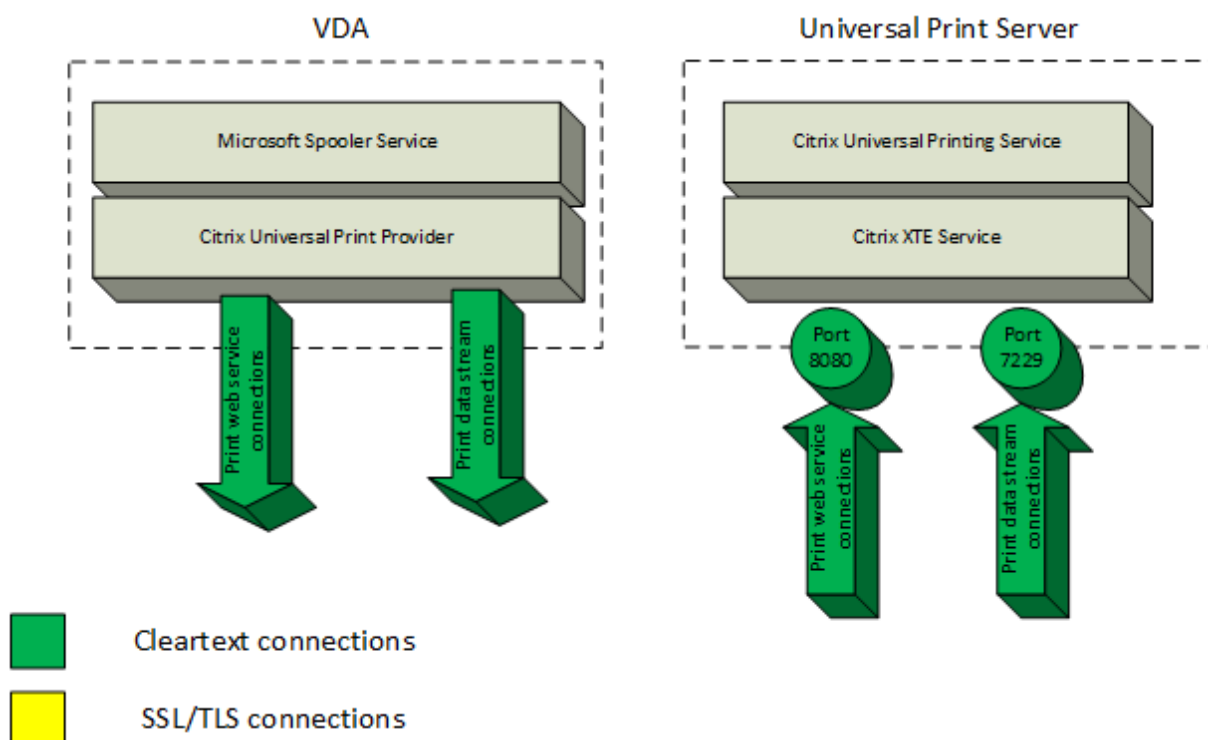 VDA
Universal Print Server
Microsoft Spooler Service
Citrix Universal Print Provider
Citrix Universal Printing Service
Citrix XTE Service
Print web service
connections
Print data stream
connections
Port
8080
Port
7229
Print web service
connections
Print data stream
connections
Cleartext connections
SSL/TLS connections